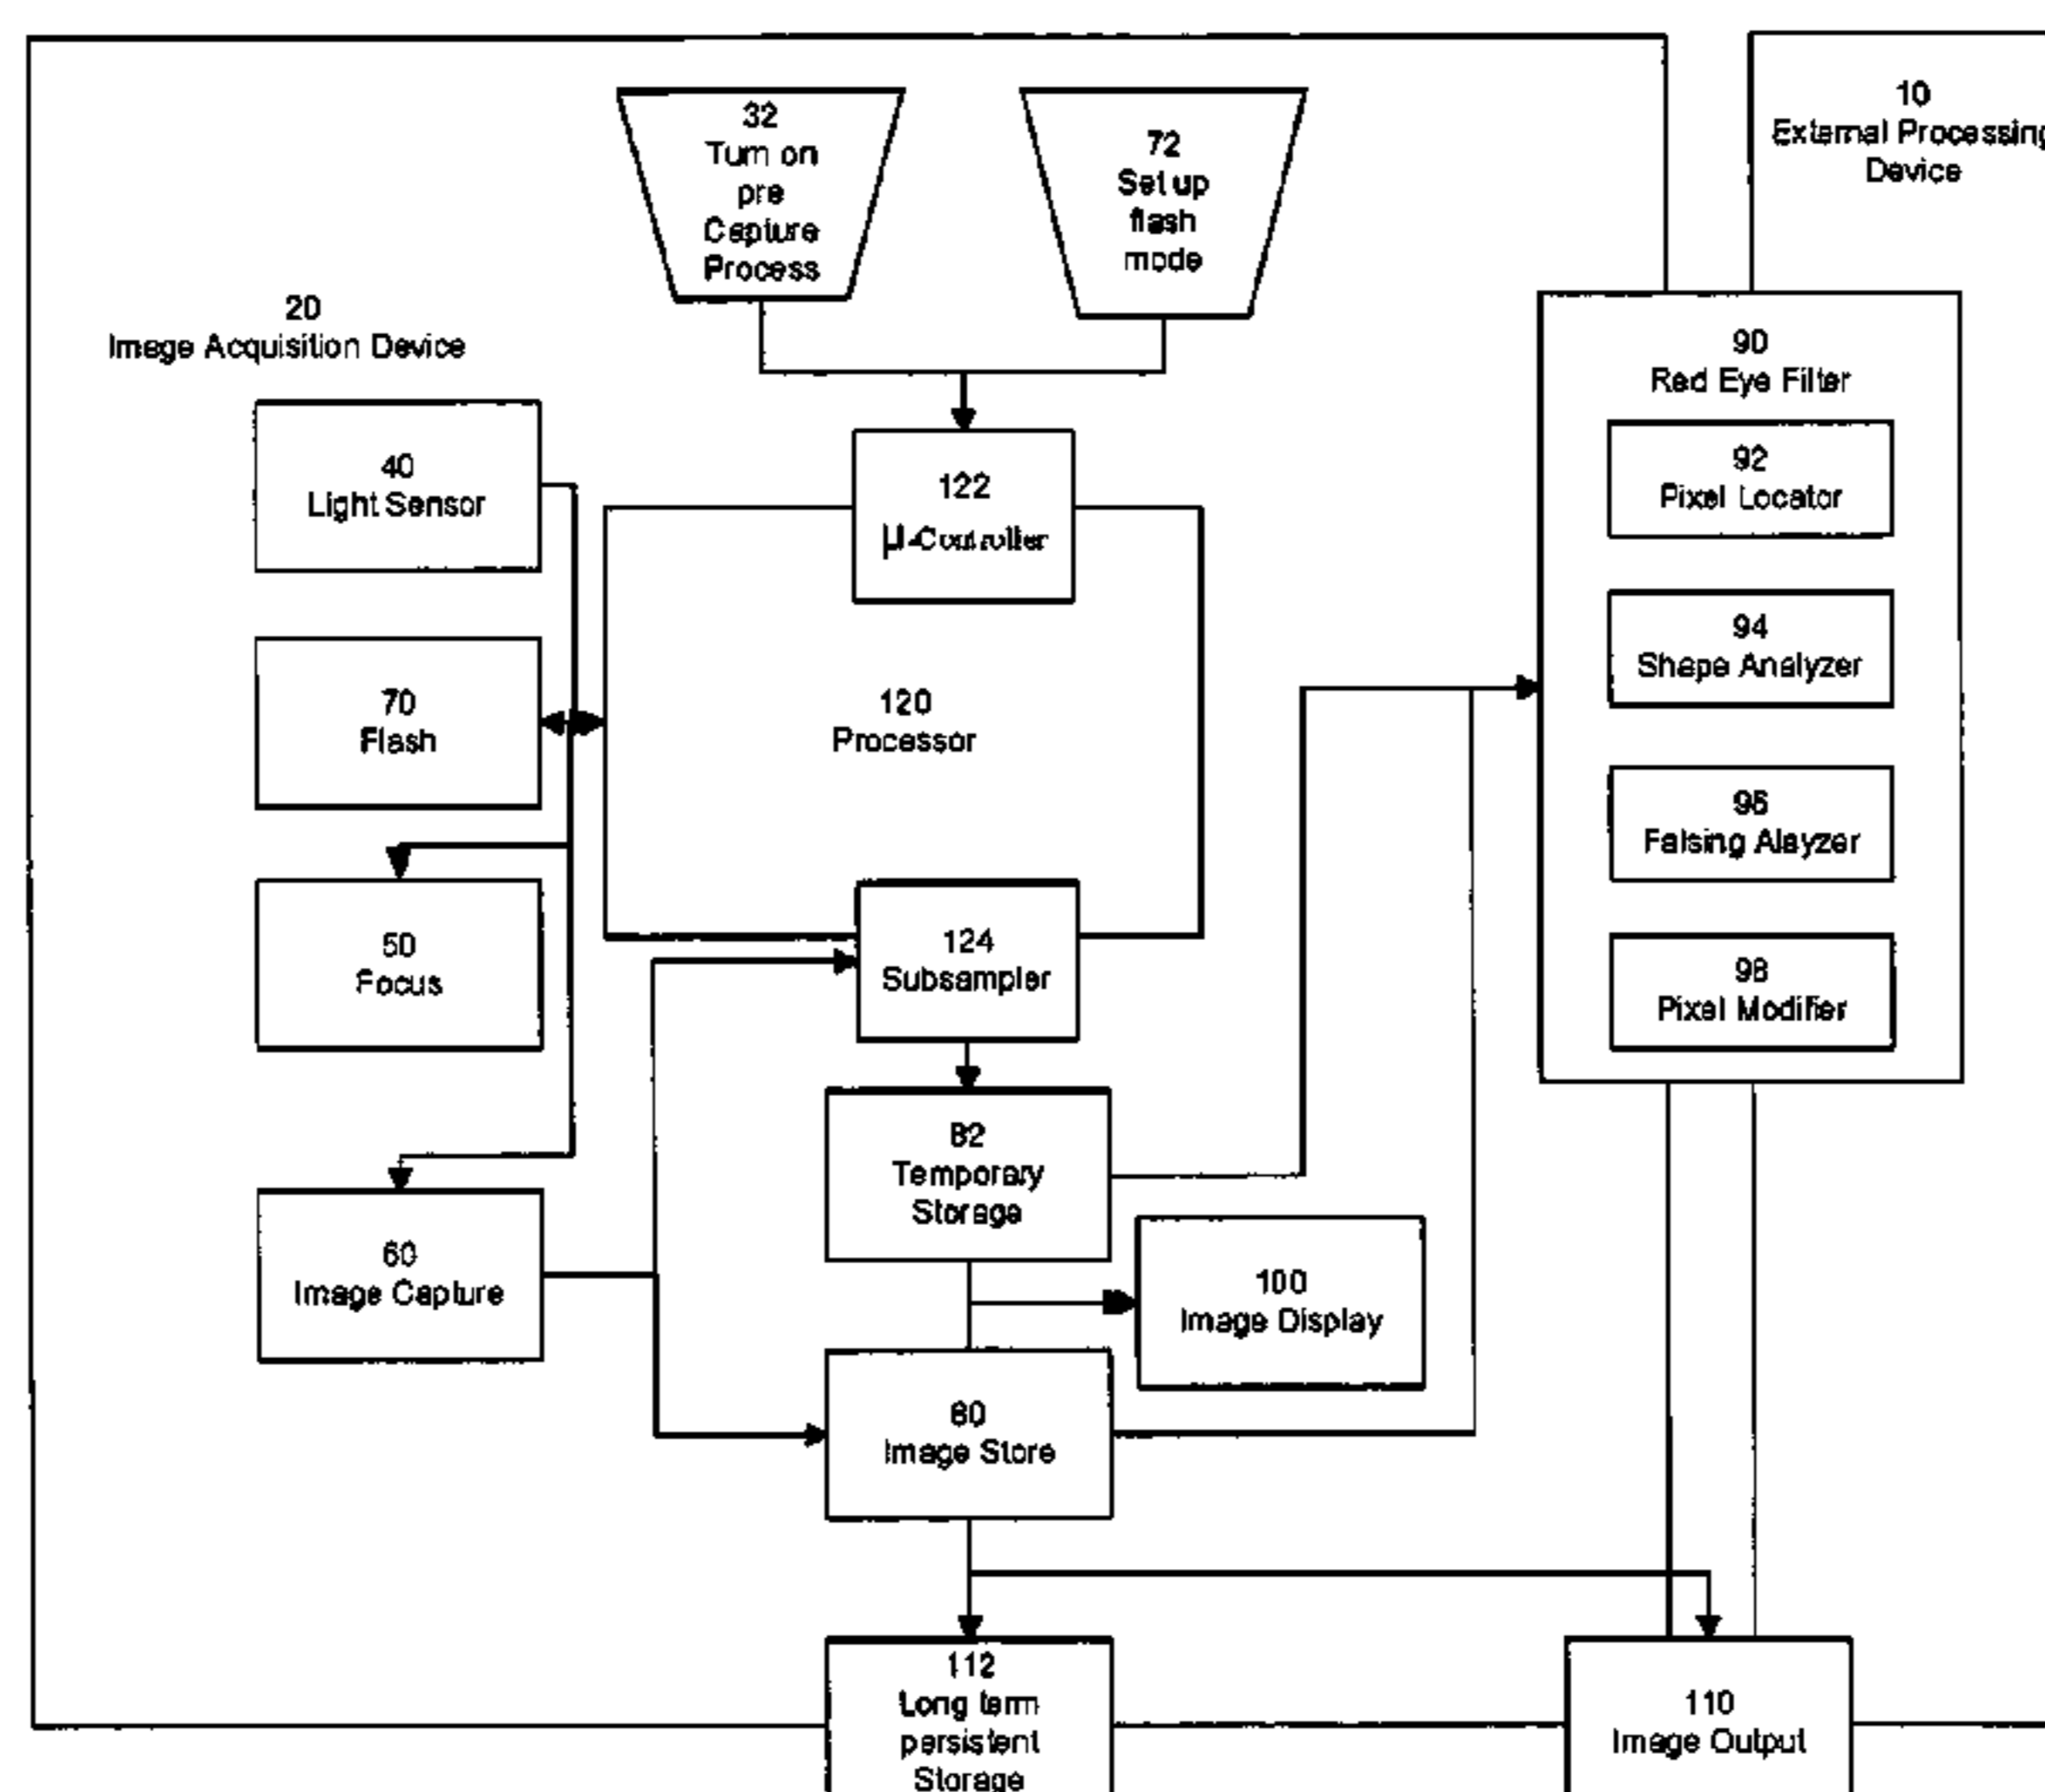 10
External Processing
Device
32
Turn on
pre
Capture
Process
72
Set up
flash
mode
20
Image Acquisition Device
90
Red Eye Filter
40
Light Sensor
92
Pixel Locator
122
µ-Controller
94
Shape Analyzer
70
Flash
120
Processor
96
Falsing Alayzer
50
Focus
124
Subsampler
98
Pixel Modifier
82
Temporary
Storage
60
Image Capture
100
Image Display
80
Image Store
112
Long term
persistent
Storage
110
Image Output